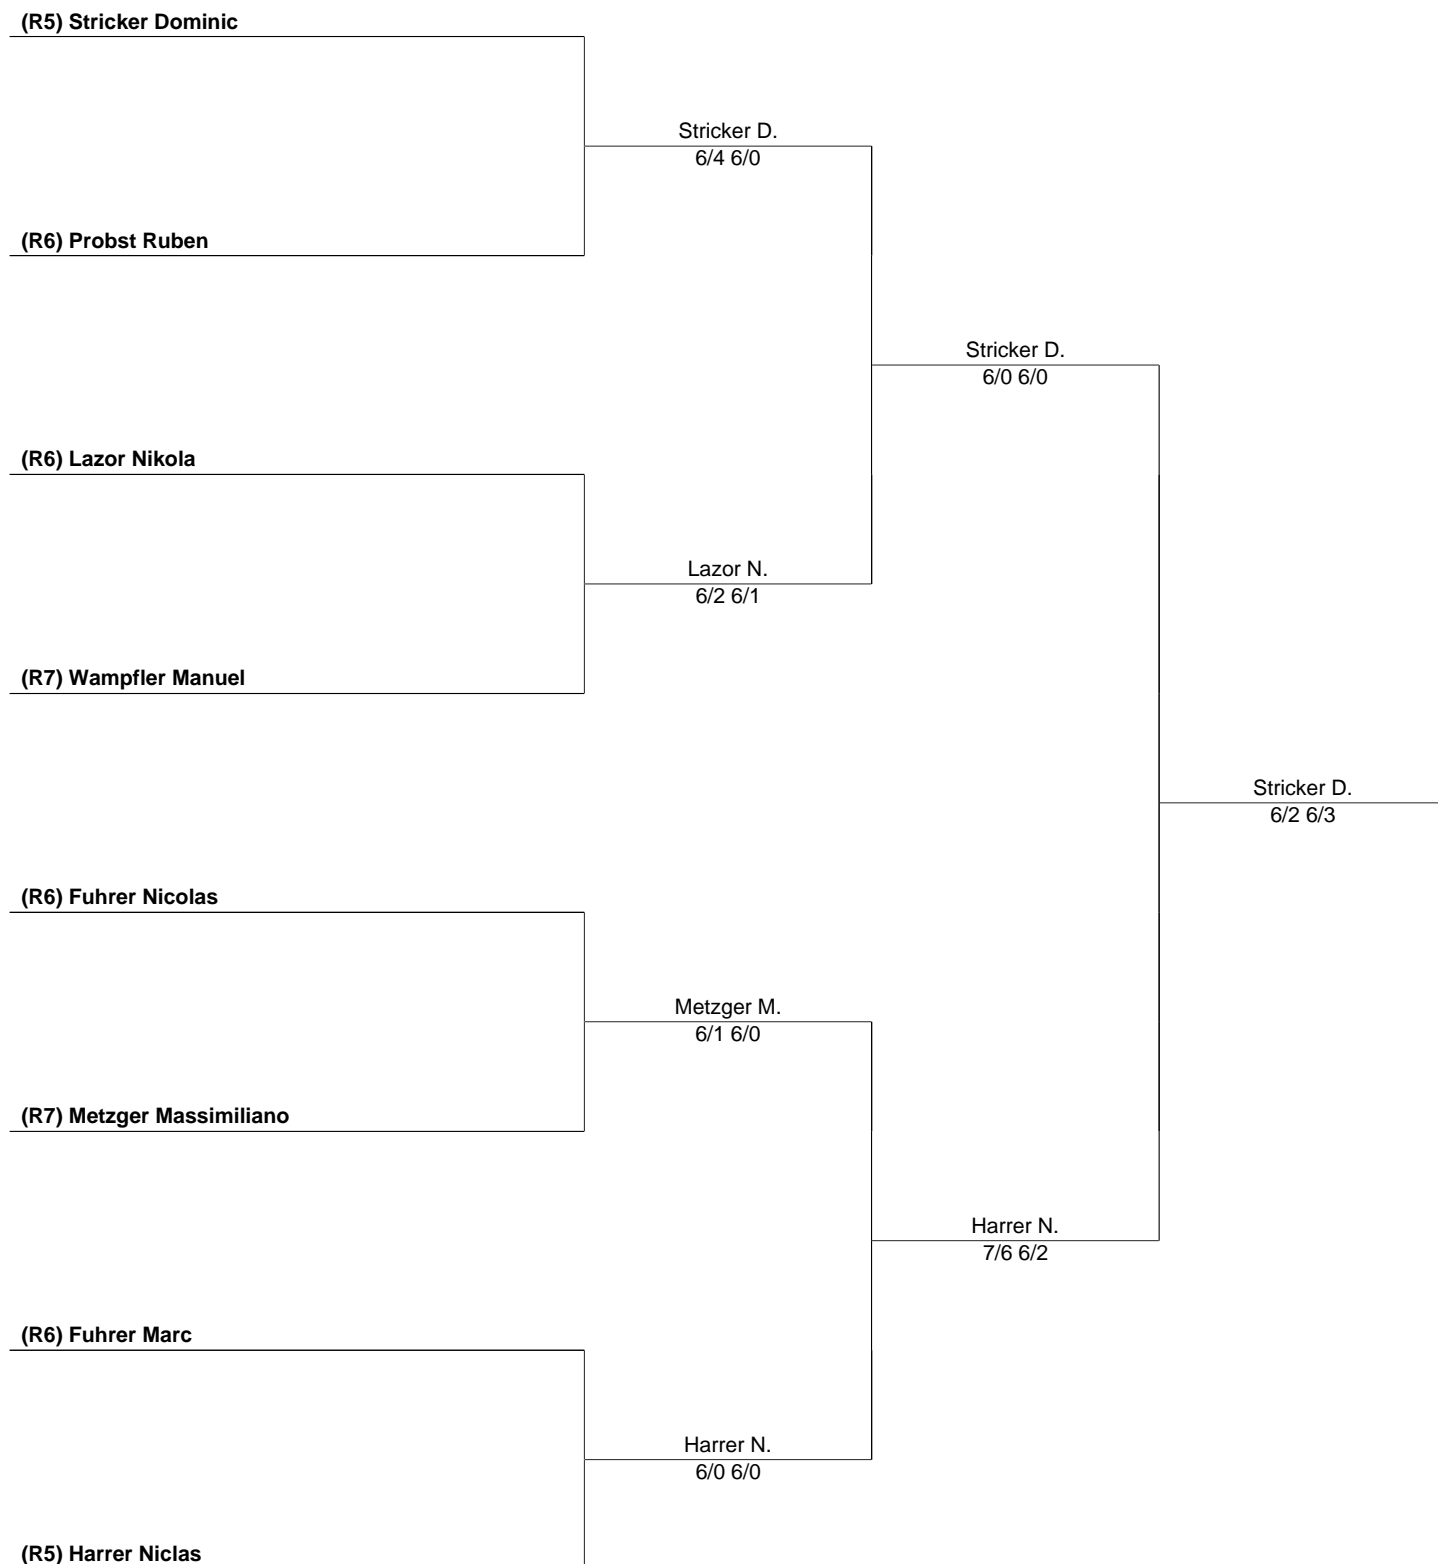 (R5) Stricker Dominic
Stricker D.
6/4 6/0
(R6) Probst Ruben
Stricker D.
6/0 6/0
(R6) Lazor Nikola
Lazor N.
6/2 6/1
(R7) Wampfler Manuel
Stricker D.
6/2 6/3
(R6) Fuhrer Nicolas
Metzger M.
6/1 6/0
(R7) Metzger Massimiliano
Harrer N.
7/6 6/2
(R6) Fuhrer Marc
Harrer N.
6/0 6/0
(R5) Harrer Niclas